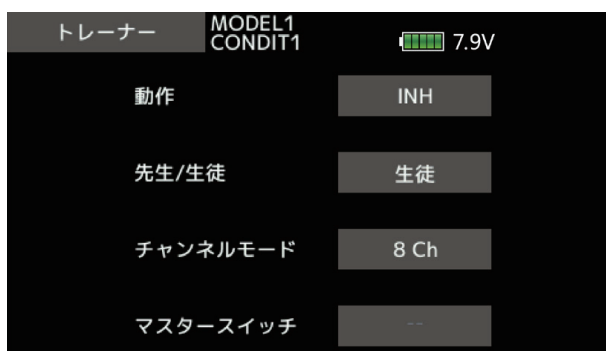 トレーナー
MODEL1
CONDIT1
7.9V
動作 INH
先生/生徒 生徒
チャンネルモード 8 Ch
マスタースイッチ --